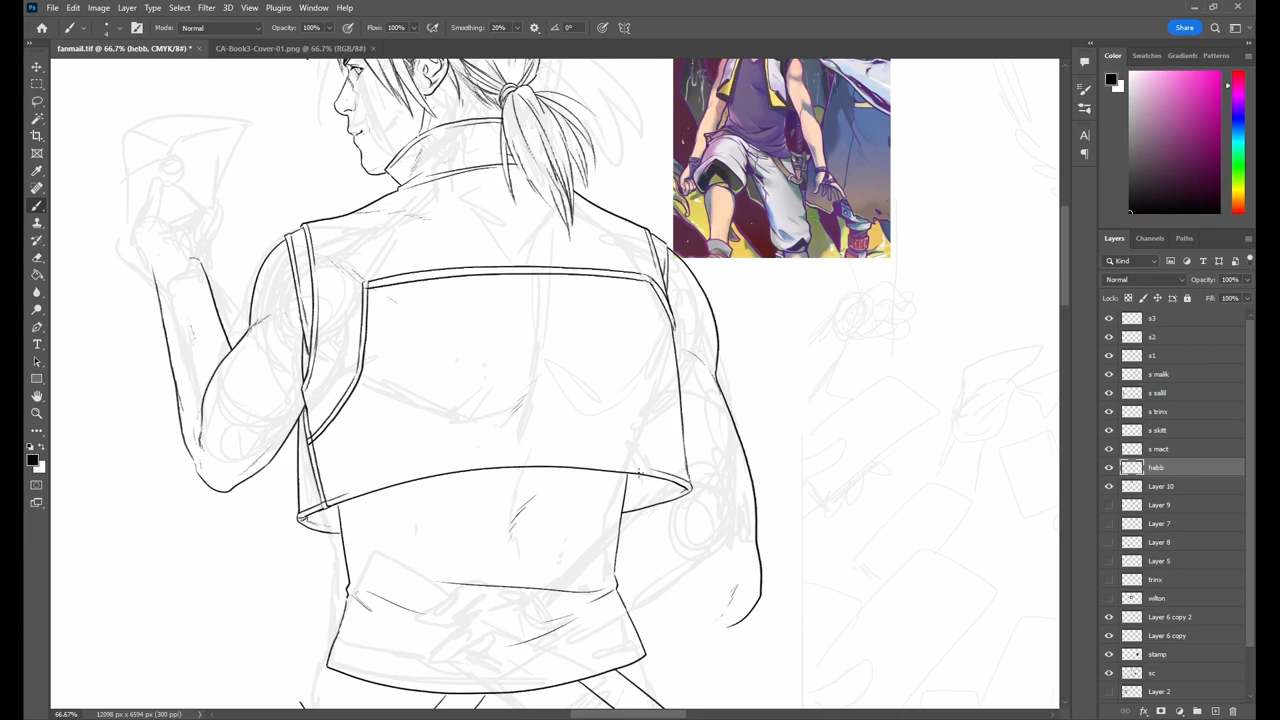 File Edit Image Layer Type Select Filter 3D View Plugins Window Help
4 Mode: Normal Opacity: 100% Flow: 100% Smoothing: 20% 0° Share
fanmail.tif @ 66.7% (hebb, CMYK/8#) * × CA-Book3-Cover-01.png @ 66.7% (RGB/8#) ×
Color Swatches Gradients Patterns
Layers Channels Paths
Kind
Normal Opacity: 100%
Lock: Fill: 100%
s3
s2
s1
s malik
s sallil
s trinx
s skitt
s mact
hebb
Layer 10
Layer 9
Layer 7
Layer 8
Layer 5
trinx
wilton
Layer 6 copy 2
Layer 6 copy
stamp
sc
Layer 2
66.67% 12098 px x 6594 px (300 ppi)